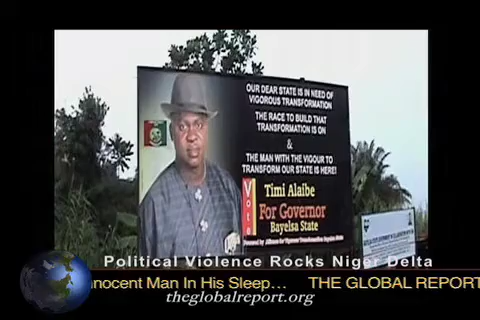 OUR DEAR STATE IS IN NEED OF
VIGOROUS TRANSFORMATION
THE RACE TO BUILD THAT
TRANSFORMATION IS ON
&
THE MAN WITH THE VIGOUR TO
TRANSFORM OUR STATE IS HERE!
Vote
Timi Alaibe
For Governor
Bayelsa State
Political Violence Rocks Niger Delta
nnocent Man In His Sleep... THE GLOBAL REPORT
theglobalreport.org